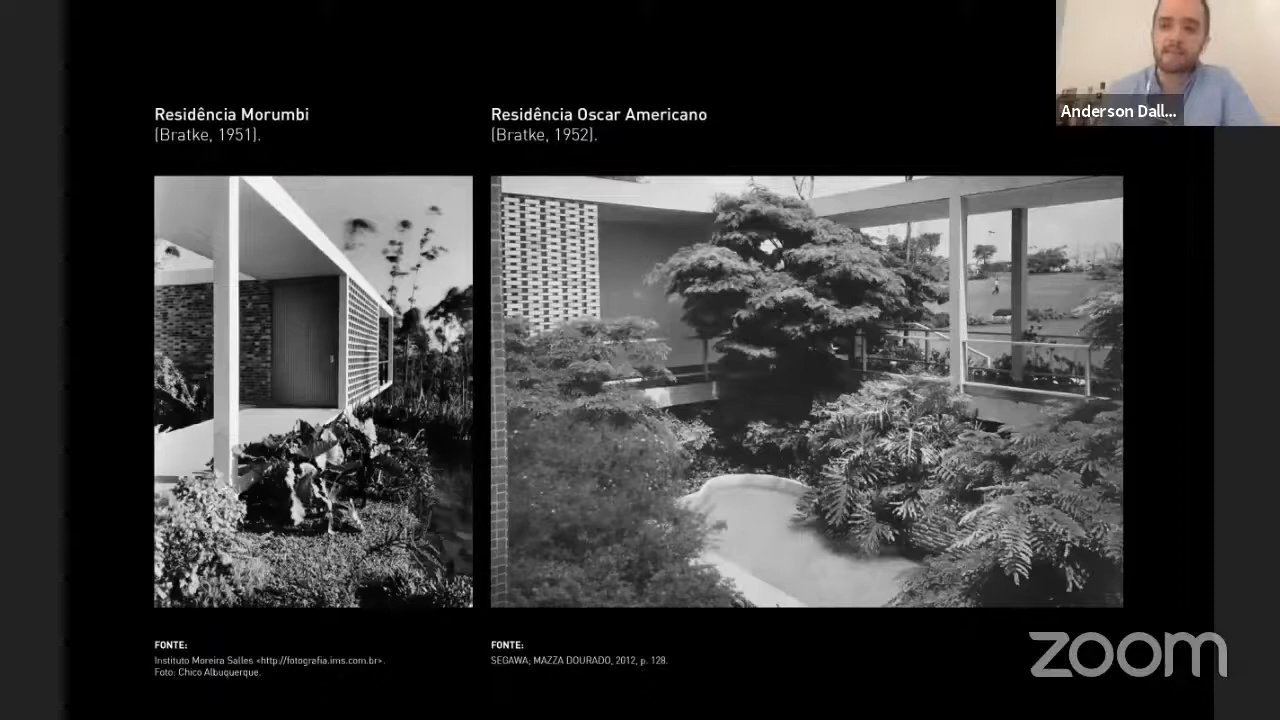 Residência Morumbi
(Bratke, 1951).
Residência Oscar Americano
(Bratke, 1952).
Anderson Dall...
FONTE:
Instituto Moreira Salles <http://fotografia.ims.com.br>.
Foto: Chico Albuquerque.
FONTE:
SEGAWA; MAZZA DOURADO, 2012, p. 128.
zoom